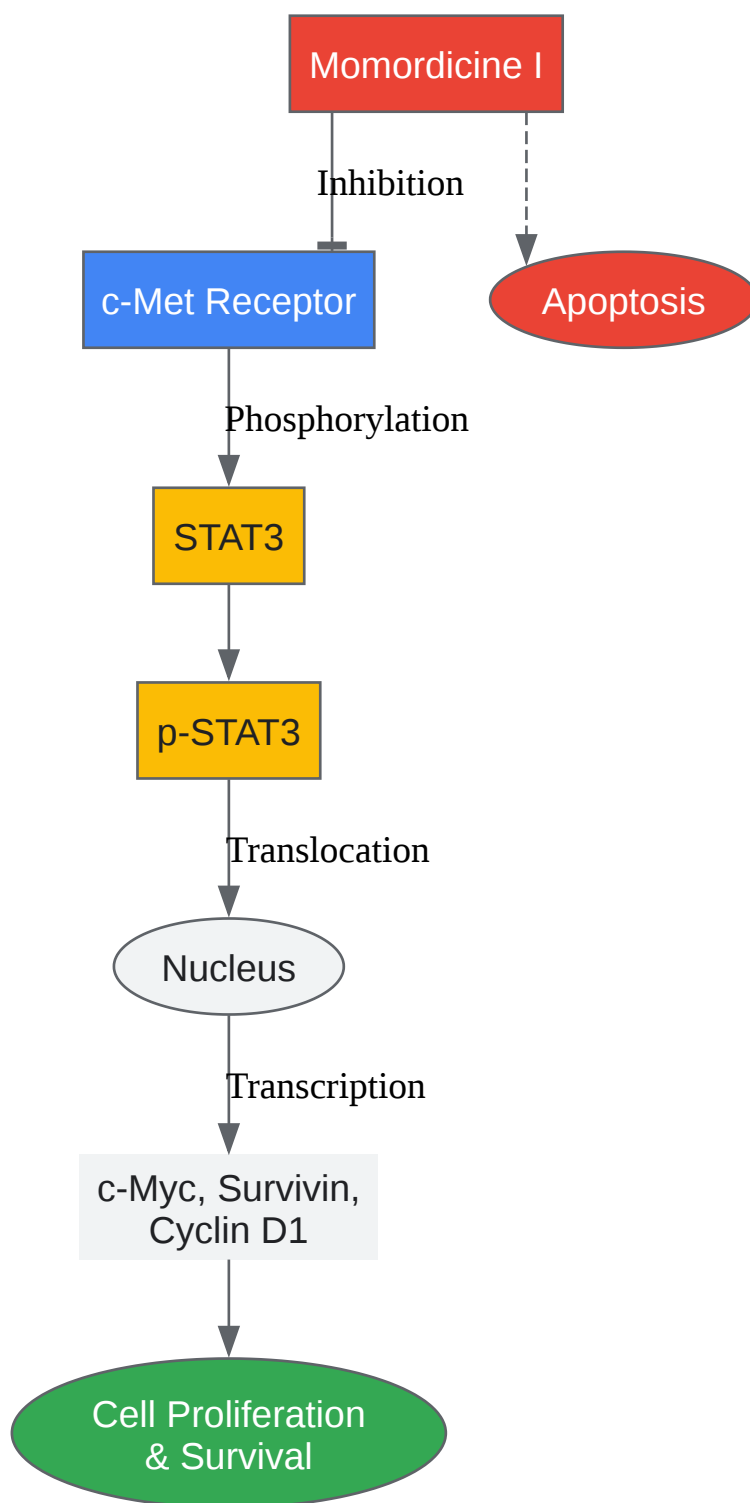 Momordicine I
Inhibition
c-Met Receptor
Apoptosis
Phosphorylation
STAT3
p-STAT3
Translocation
Nucleus
Transcription
c-Myc, Survivin,
Cyclin D1
Cell Proliferation
& Survival